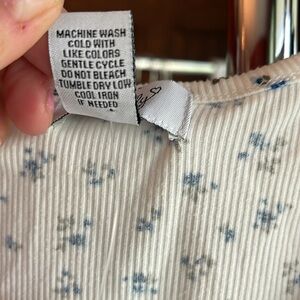 MACHINE WASH
COLD WITH
LIKE COLORS
GENTLE CYCLE
DO NOT BLEACH
TUMBLE DRY LOW
COOL IRON
IF NEEDED